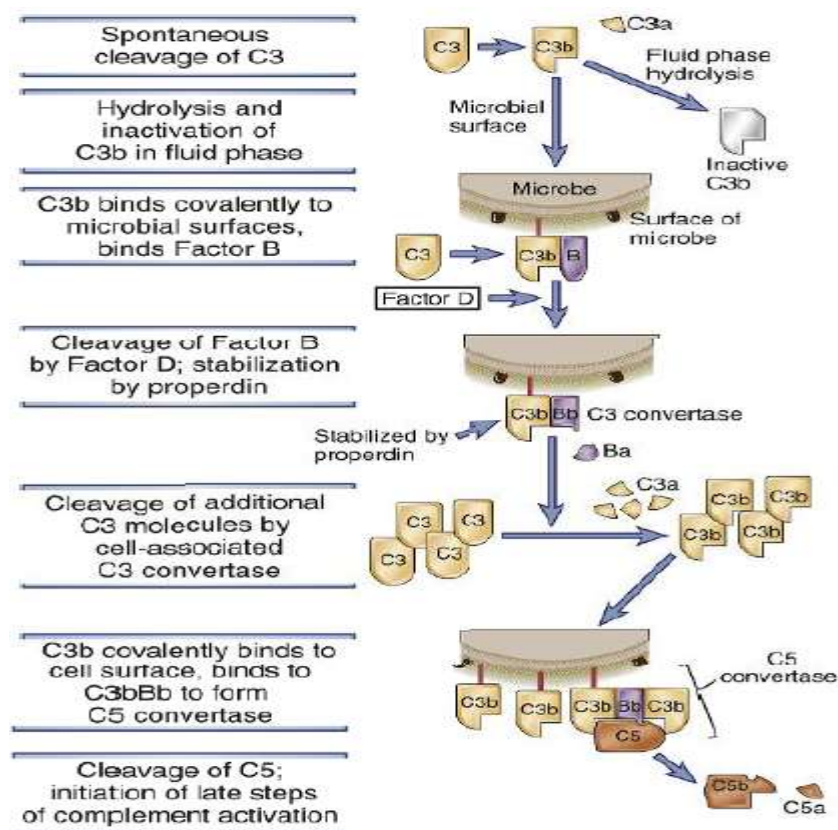 Spontaneous
cleavage of C3
C3
C3b
C3a
Fluid phase
hydrolysis
Hydrolysis and
inactivation of
C3b in fluid phase
Microbial
surface
Inactive
C3b
C3b binds covalently to
microbial surfaces,
binds Factor B
Microbe
Surface of
microbe
C3
C3b
B
Factor D
Cleavage of Factor B
by Factor D; stabilization
by properdin
C3b
Bb
C3 convertase
Stabilized by
properdin
Ba
Cleavage of additional
C3 molecules by
cell-associated
C3 convertase
C3
C3
C3
C3
C3a
C3b
C3b
C3b
C3b
C3b covalently binds to
cell surface, binds to
C3bBb to form
C5 convertase
C5
convertase
C3b
C3b
C3b
Bb
C3b
C5
Cleavage of C5;
initiation of late steps
of complement activation
C5b
C5a